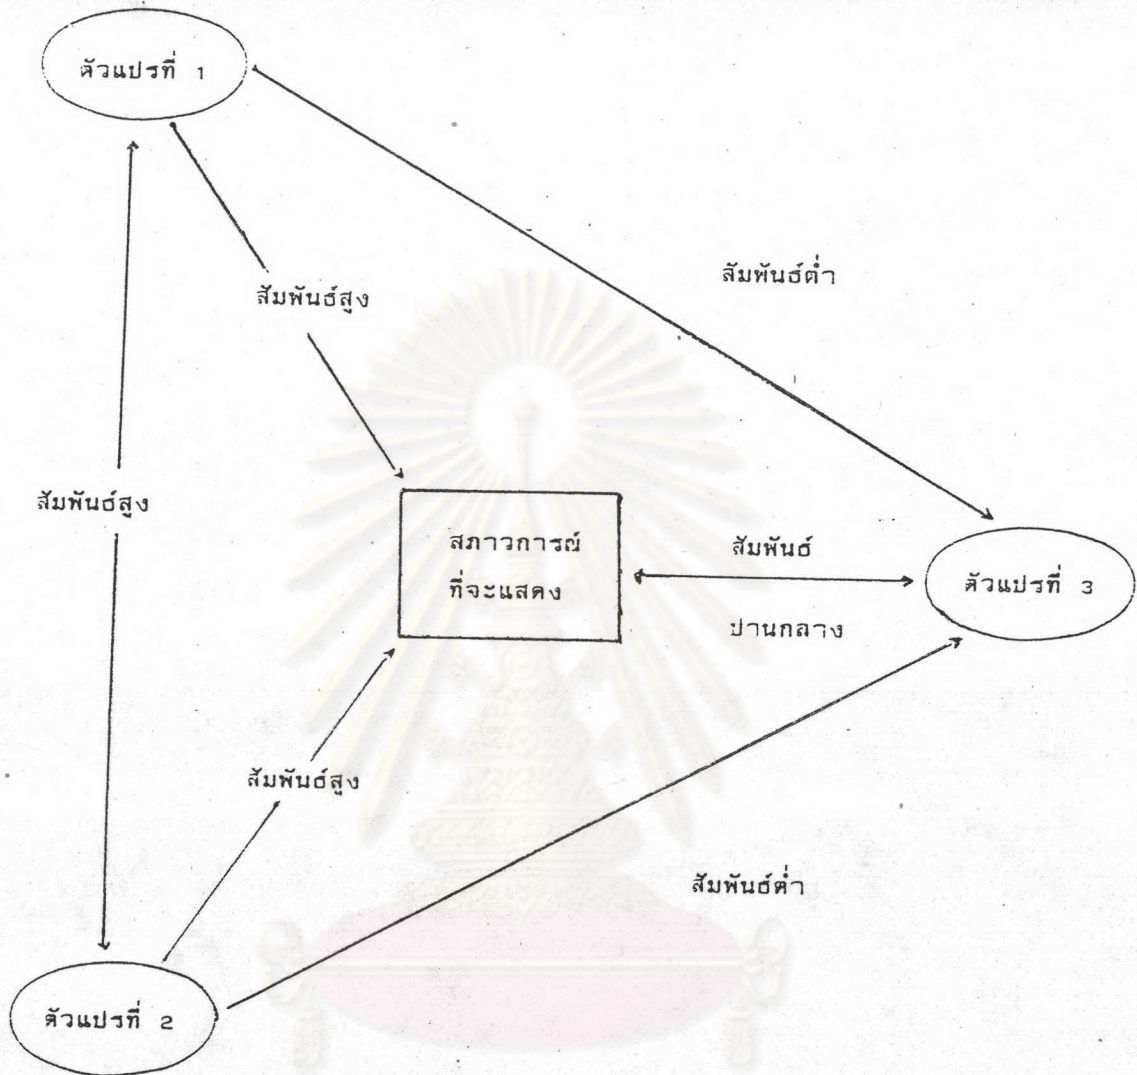 ตัวแปรที่ 1
สัมพันธ์ต่ำ
สัมพันธ์สูง
สัมพันธ์สูง
สภาวการณ์
ที่จะแสดง
สัมพันธ์
ปานกลาง
ตัวแปรที่ 3
สัมพันธ์สูง
สัมพันธ์ต่ำ
ตัวแปรที่ 2